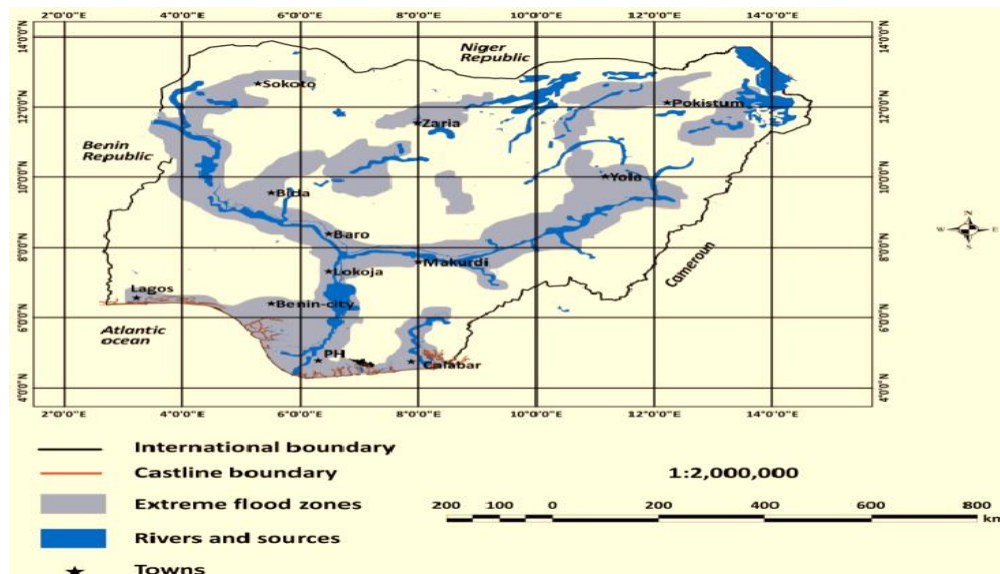 2°0'0"E 4°0'0"E 6°0'0"E 8°0'0"E 10°0'0"E 12°0'0"E 14°0'0"E
14°0'0"N 14°0'0"N
Niger
Republic
Sokoto
12°0'0"N 12°0'0"N
Pokistum
Zaria
Benin
Republic
10°0'0"N 10°0'0"N
Yola
Bida
N
W E
S
Baro
8°0'0"N 8°0'0"N
Makurdi
Lokoja
Cameroun
Lagos
Benin-city
6°0'0"N 6°0'0"N
Atlantic
ocean
PH
Calabar
4°0'0"N 4°0'0"N
2°0'0"E 4°0'0"E 6°0'0"E 8°0'0"E 10°0'0"E 12°0'0"E 14°0'0"E
International boundary
Castline boundary
1:2,000,000
Extreme flood zones
200 100 0 200 400 600 800
km
Rivers and sources
Towns